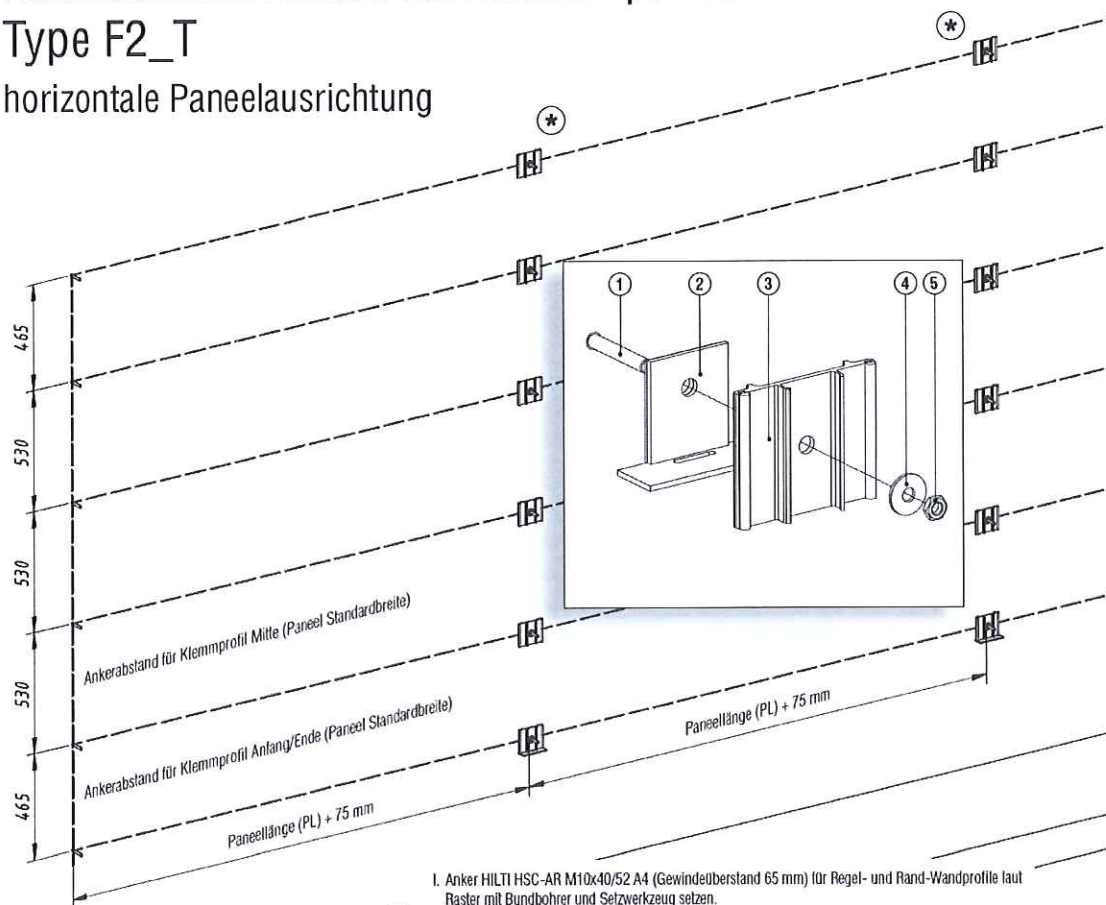 Type F2_T
horizontale Paneelausrichtung
*
*
1
2
3
4
5
465
530
530
530
465
Ankerabstand für Klemmprofil Mitte (Paneel Standardbreite)
Ankerabstand für Klemmprofil Anfang/Ende (Paneel Standardbreite)
Paneellänge (PL) + 75 mm
Paneellänge (PL) + 75 mm
I. Anker HILTI HSC-AR M10x40/52 A4 (Gewindeüberstand 65 mm) für Regel- und Rand-Wandprofile laut
Raster mit Bundbohrer und Setzwerkzeug setzen.